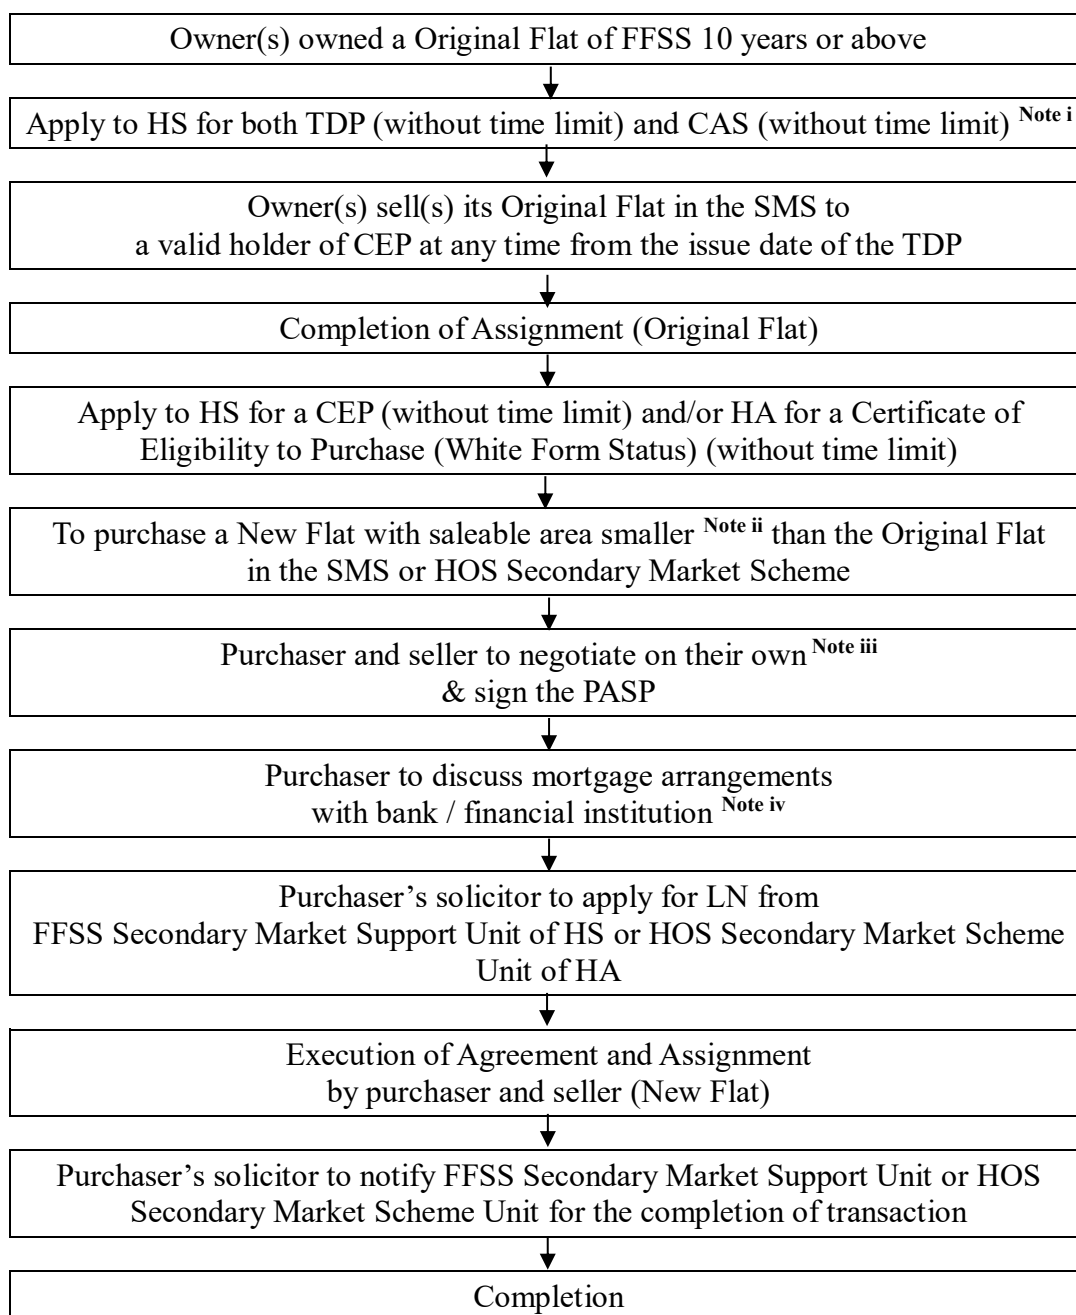 Owner(s) owned a Original Flat of FFSS 10 years or above
Apply to HS for both TDP (without time limit) and CAS (without time limit) Note i
Owner(s) sell(s) its Original Flat in the SMS to
a valid holder of CEP at any time from the issue date of the TDP
Completion of Assignment (Original Flat)
Apply to HS for a CEP (without time limit) and/or HA for a Certificate of
Eligibility to Purchase (White Form Status) (without time limit)
To purchase a New Flat with saleable area smaller Note ii than the Original Flat
in the SMS or HOS Secondary Market Scheme
Purchaser and seller to negotiate on their own Note iii
& sign the PASP
Purchaser to discuss mortgage arrangements
with bank / financial institution Note iv
Purchaser’s solicitor to apply for LN from
FFSS Secondary Market Support Unit of HS or HOS Secondary Market Scheme
Unit of HA
Execution of Agreement and Assignment
by purchaser and seller (New Flat)
Purchaser’s solicitor to notify FFSS Secondary Market Support Unit or HOS
Secondary Market Scheme Unit for the completion of transaction
Completion